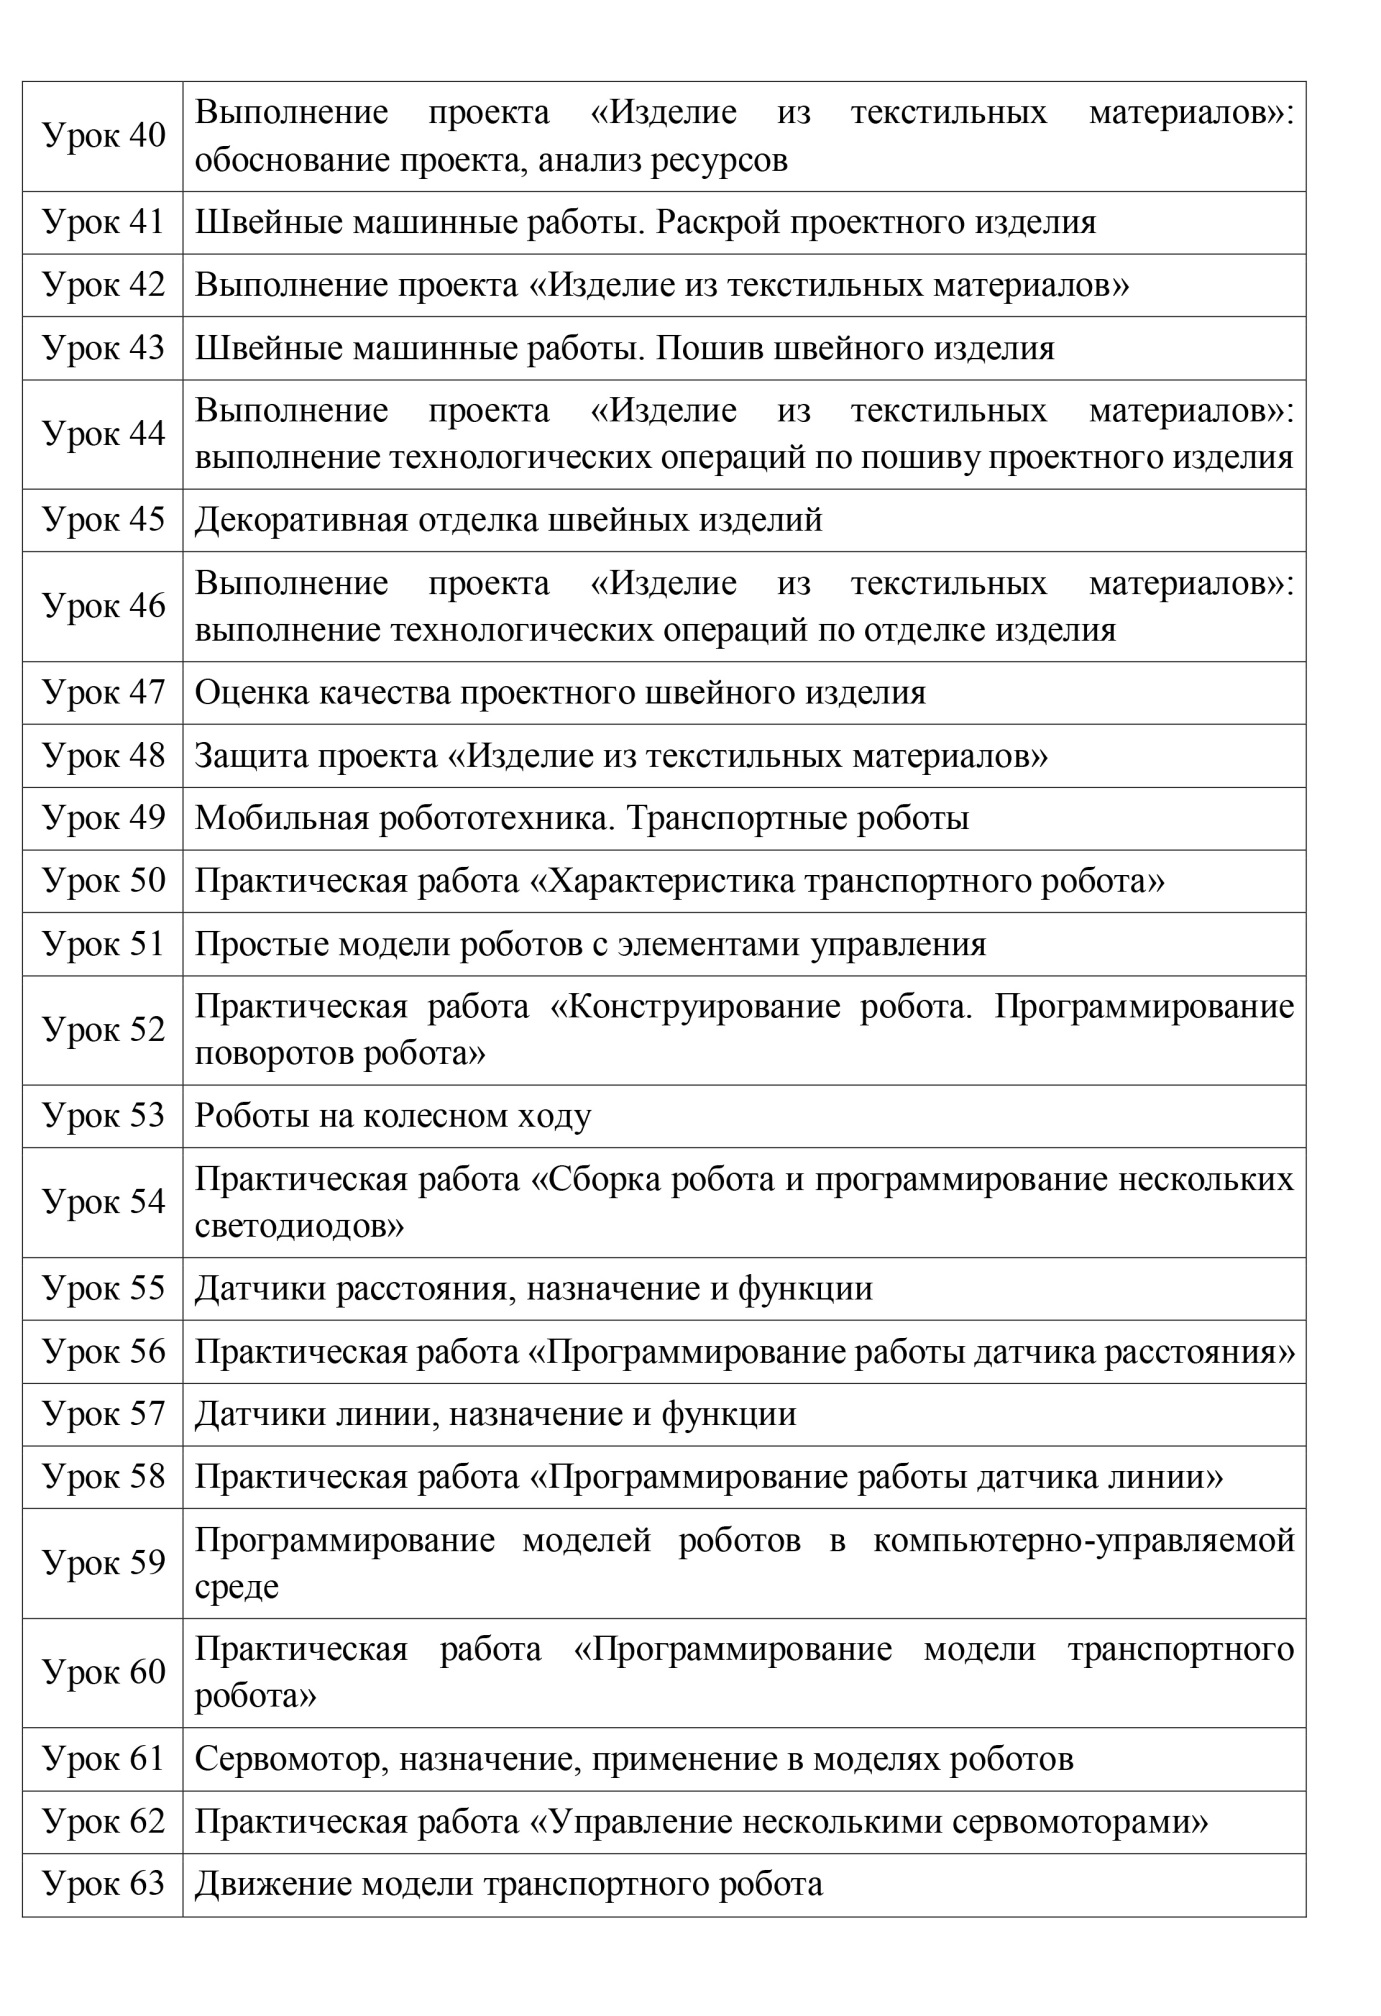 Урок 40
Выполнение проекта «Изделие из текстильных материалов»:
обоснование проекта, анализ ресурсов
Урок 41
Швейные машинные работы. Раскрой проектного изделия
Урок 42
Выполнение проекта «Изделие из текстильных материалов»
Урок 43
Швейные машинные работы. Пошив швейного изделия
Урок 44
Выполнение проекта «Изделие из текстильных материалов»:
выполнение технологических операций по пошиву проектного изделия
Урок 45
Декоративная отделка швейных изделий
Урок 46
Выполнение проекта «Изделие из текстильных материалов»:
выполнение технологических операций по отделке изделия
Урок 47
Оценка качества проектного швейного изделия
Урок 48
Защита проекта «Изделие из текстильных материалов»
Урок 49
Мобильная робототехника. Транспортные роботы
Урок 50
Практическая работа «Характеристика транспортного робота»
Урок 51
Простые модели роботов с элементами управления
Урок 52
Практическая работа «Конструирование робота. Программирование
поворотов робота»
Урок 53
Роботы на колесном ходу
Урок 54
Практическая работа «Сборка робота и программирование нескольких
светодиодов»
Урок 55
Датчики расстояния, назначение и функции
Урок 56
Практическая работа «Программирование работы датчика расстояния»
Урок 57
Датчики линии, назначение и функции
Урок 58
Практическая работа «Программирование работы датчика линии»
Урок 59
Программирование моделей роботов в компьютерно-управляемой
среде
Урок 60
Практическая работа «Программирование модели транспортного
робота»
Урок 61
Сервомотор, назначение, применение в моделях роботов
Урок 62
Практическая работа «Управление несколькими сервомоторами»
Урок 63
Движение модели транспортного робота